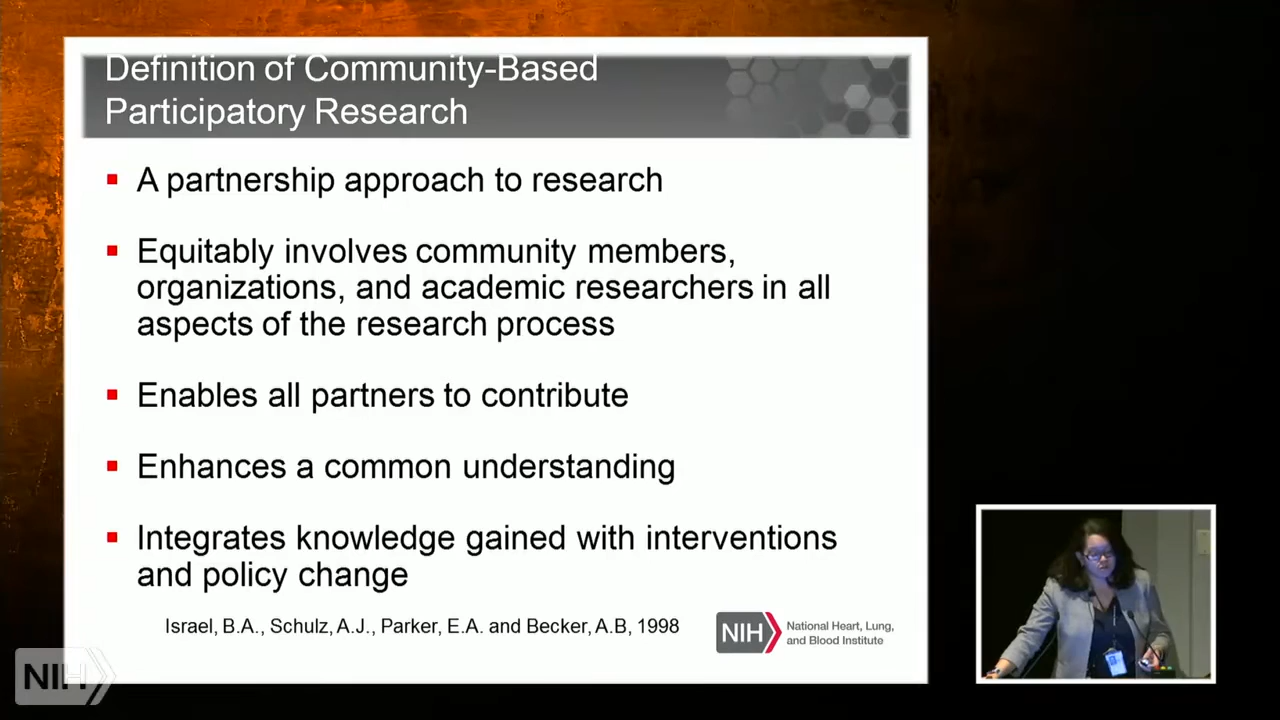 Definition of Community-Based
Participatory Research
A partnership approach to research
Equitably involves community members,
organizations, and academic researchers in all
aspects of the research process
Enables all partners to contribute
Enhances a common understanding
Integrates knowledge gained with interventions
and policy change
Israel, B.A., Schulz, A.J., Parker, E.A. and Becker, A.B, 1998
NIH
National Heart, Lung,
and Blood Institute
NIH